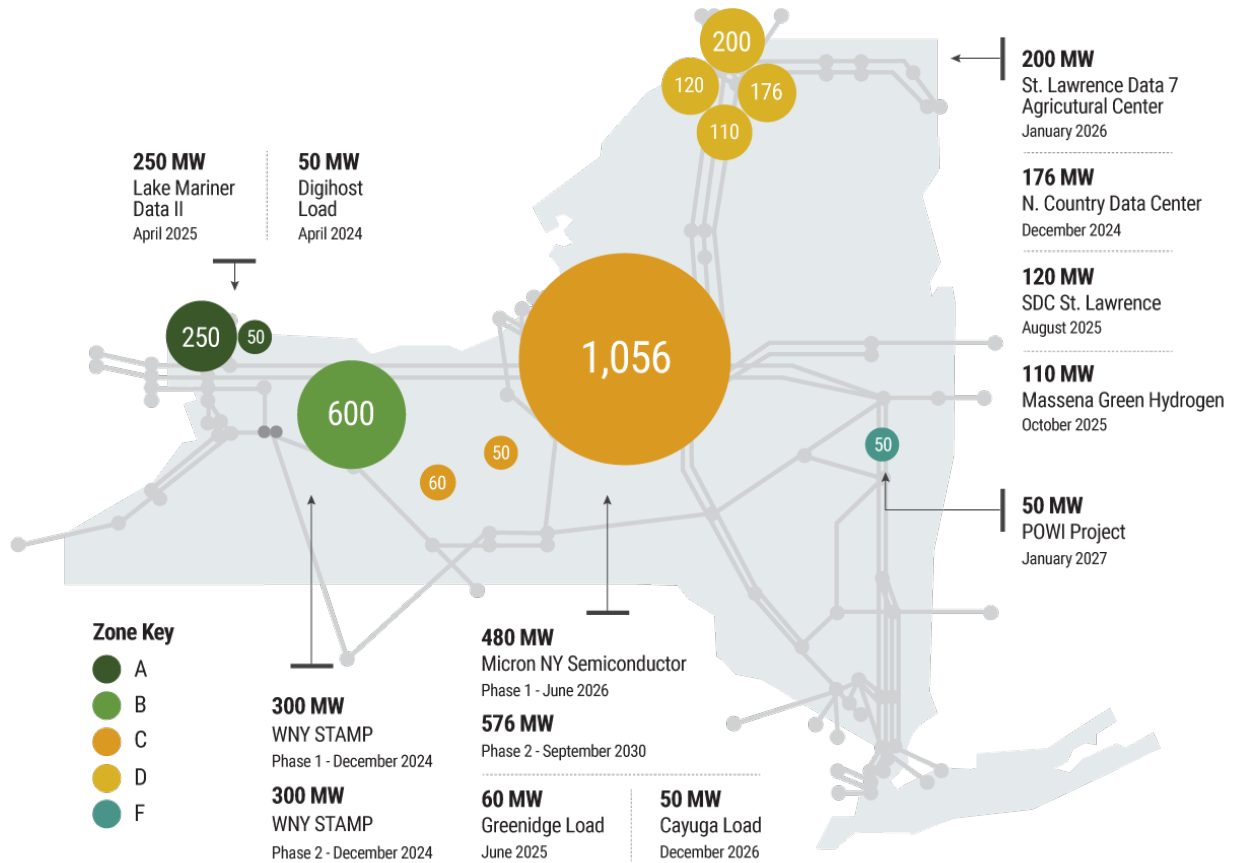 200
120
176
110
200 MW
St. Lawrence Data 7
Agricutural Center
January 2026
176 MW
N. Country Data Center
December 2024
120 MW
SDC St. Lawrence
August 2025
110 MW
Massena Green Hydrogen
October 2025
250 MW
Lake Mariner
Data II
April 2025
50 MW
Digihost
Load
April 2024
250
50
1,056
600
50
60
50
50 MW
POWI Project
January 2027
Zone Key
A
B
C
D
F
300 MW
WNY STAMP
Phase 1 - December 2024
300 MW
WNY STAMP
Phase 2 - December 2024
480 MW
Micron NY Semiconductor
Phase 1 - June 2026
576 MW
Phase 2 - September 2030
60 MW
Greenidge Load
June 2025
50 MW
Cayuga Load
December 2026